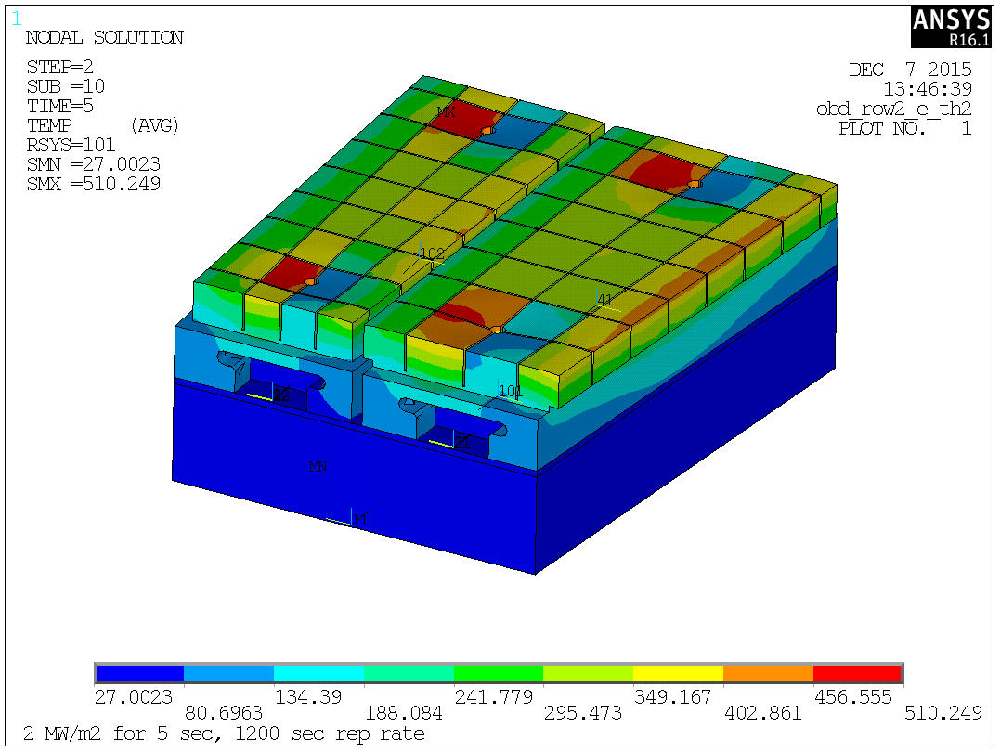 1
NODAL SOLUTION
STEP=2
SUB =10
TIME=5
TEMP (AVG)
RSYS=101
SMN =27.0023
SMX =510.249
ANSYS
R16.1
DEC 7 2015
13:46:39
obd_row2_e_th2
PLOT NO. 1
MX
102
41
101
MN
11
27.0023 134.39 241.779 349.167 456.555
80.6963 188.084 295.473 402.861 510.249
2 MW/m2 for 5 sec, 1200 sec rep rate